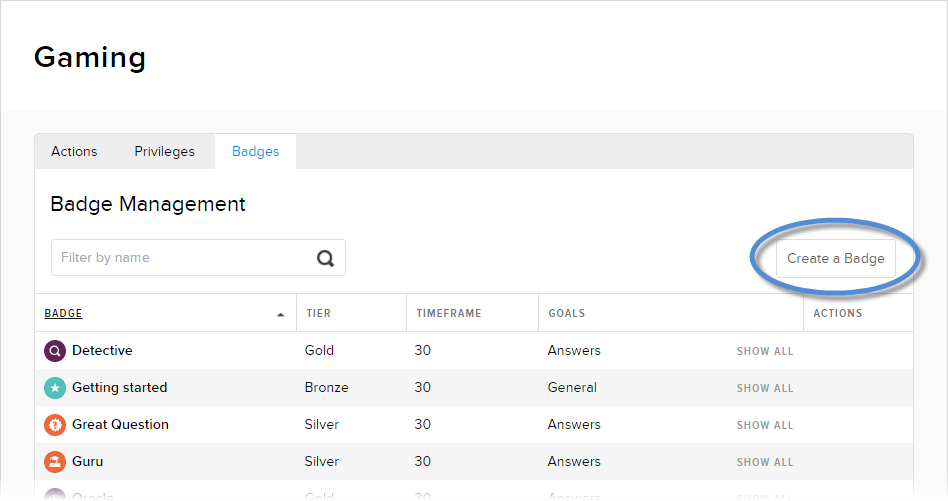 Gaming
Actions Privileges Badges
Badge Management
Filter by name
Create a Badge
BADGE TIER TIMEFRAME GOALS ACTIONS
Detective Gold 30 Answers SHOW ALL
Getting started Bronze 30 General SHOW ALL
Great Question Silver 30 Answers SHOW ALL
Guru Silver 30 Answers SHOW ALL
Oracle Gold 30 Answers SHOW ALL